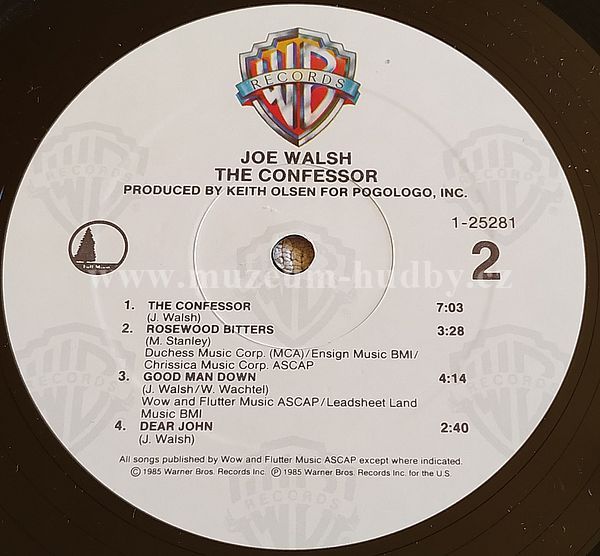 WB
RECORDS
JOE WALSH
THE CONFESSOR
PRODUCED BY KEITH OLSEN FOR POGOLOGO, INC.
1-25281
2
Full Moon
www.muzeum-hudby.cz
1. THE CONFESSOR 7:03
(J. Walsh)
2. ROSEWOOD BITTERS 3:28
(M. Stanley)
Duchess Music Corp. (MCA)/Ensign Music BMI/
Chrissica Music Corp. ASCAP
3. GOOD MAN DOWN 4:14
(J. Walsh/W. Wachtel)
Wow and Flutter Music ASCAP/Leadsheet Land
Music BMI
4. DEAR JOHN 2:40
(J. Walsh)
All songs published by Wow and Flutter Music ASCAP except where indicated.
© 1985 Warner Bros. Records Inc. ℗ 1985 Warner Bros. Records Inc. for the U.S.